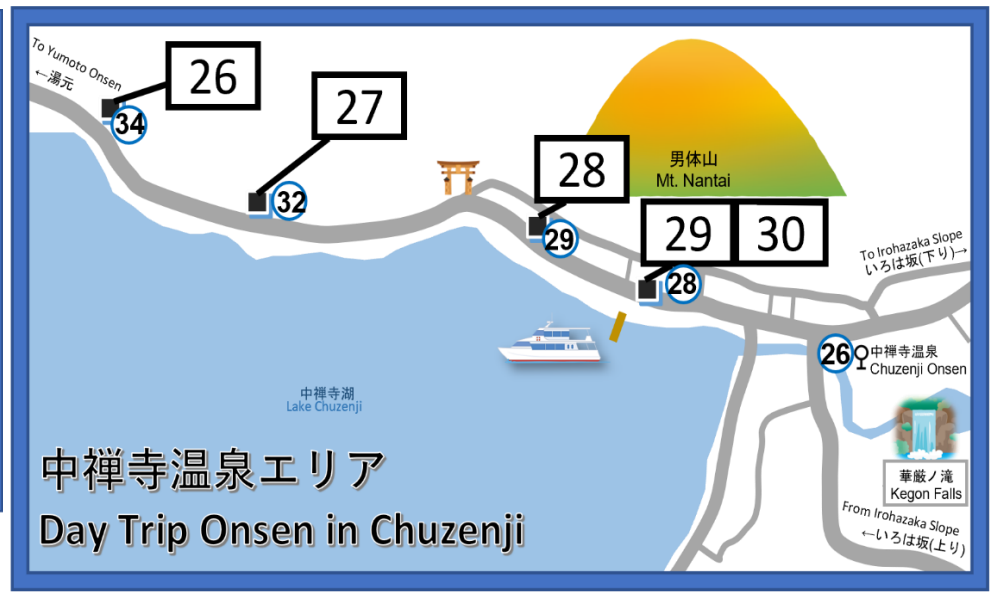 To Yumoto Onsen
←湯元
26
34
27
32
28
29
男体山
Mt. Nantai
29
30
28
To Irohazaka Slope
いろは坂(下り)→
26
中禅寺温泉
Chuzenji Onsen
中禅寺湖
Lake Chuzenji
華厳ノ滝
Kegon Falls
From Irohazaka Slope
←いろは坂(上り)
中禅寺温泉エリア
Day Trip Onsen in Chuzenji